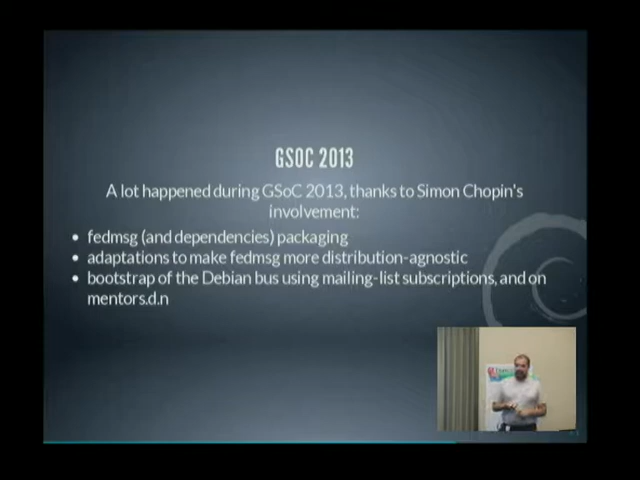 GSOC 2013
A lot happened during GSoC 2013, thanks to Simon Chopin's
involvement:
• fedmsg (and dependencies) packaging
• adaptations to make fedmsg more distribution-agnostic
• bootstrap of the Debian bus using mailing-list subscriptions, and on
mentors.d.n